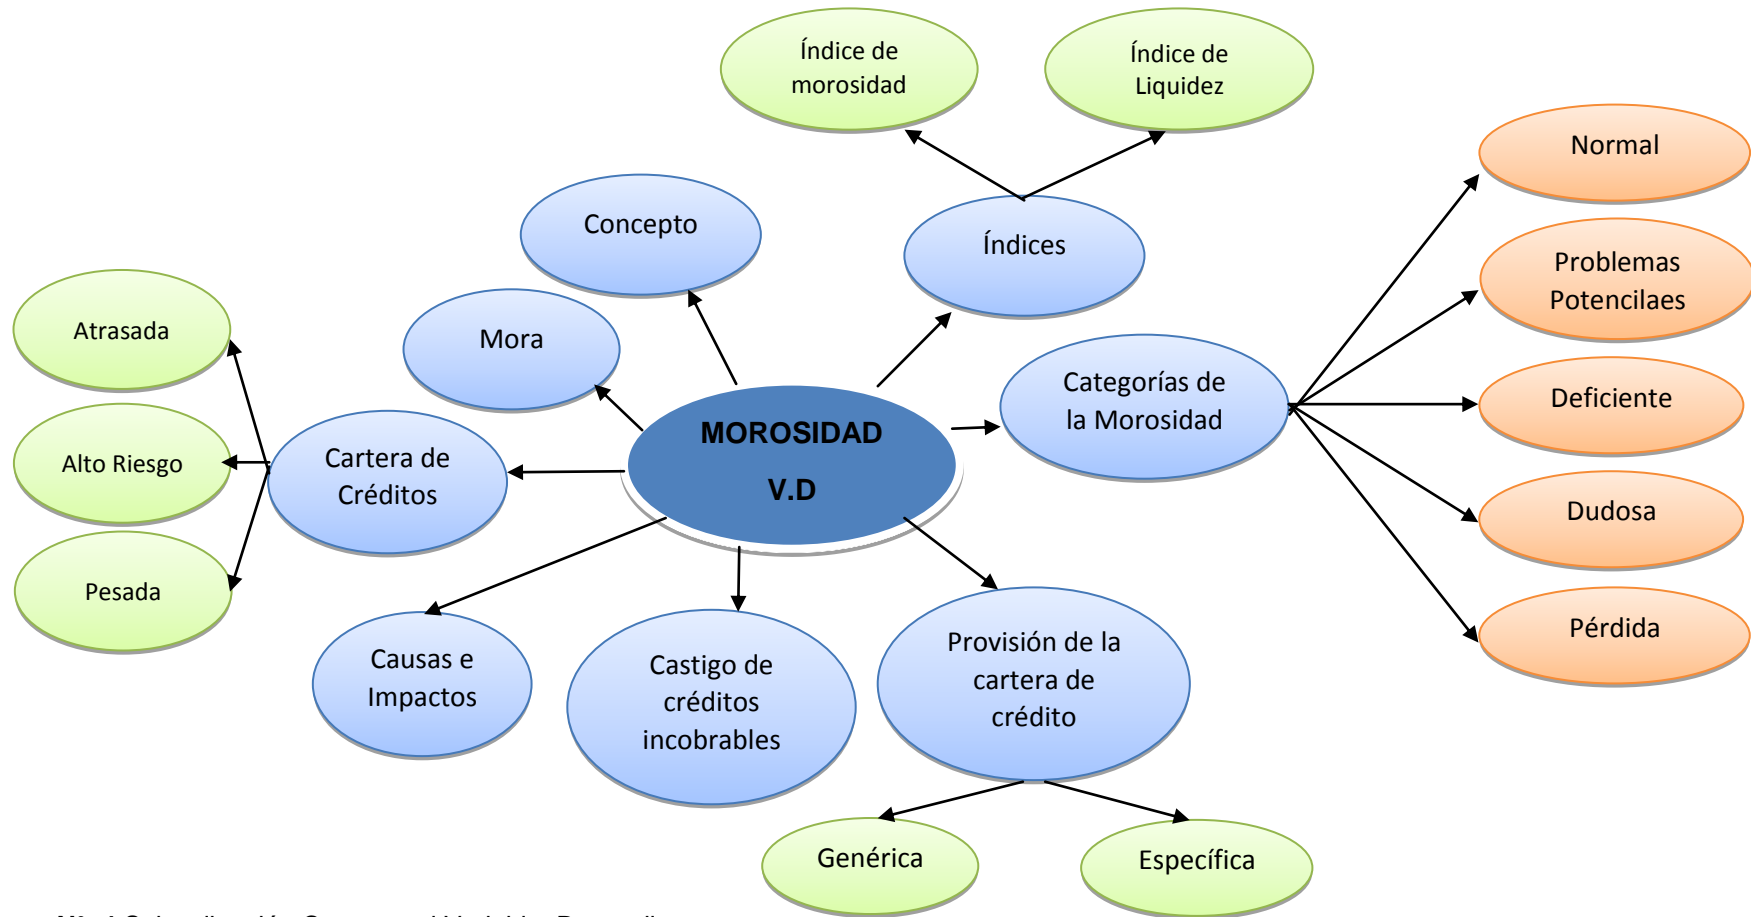 Índice de
morosidad
Índice de
Liquidez
Normal
Concepto
Índices
Problemas
Potencilaes
Atrasada
Mora
Categorías de
la Morosidad
Deficiente
MOROSIDAD
V.D
Alto Riesgo
Cartera de
Créditos
Dudosa
Pesada
Causas e
Impactos
Castigo de
créditos
incobrables
Provisión de la
cartera de
crédito
Pérdida
Genérica
Específica